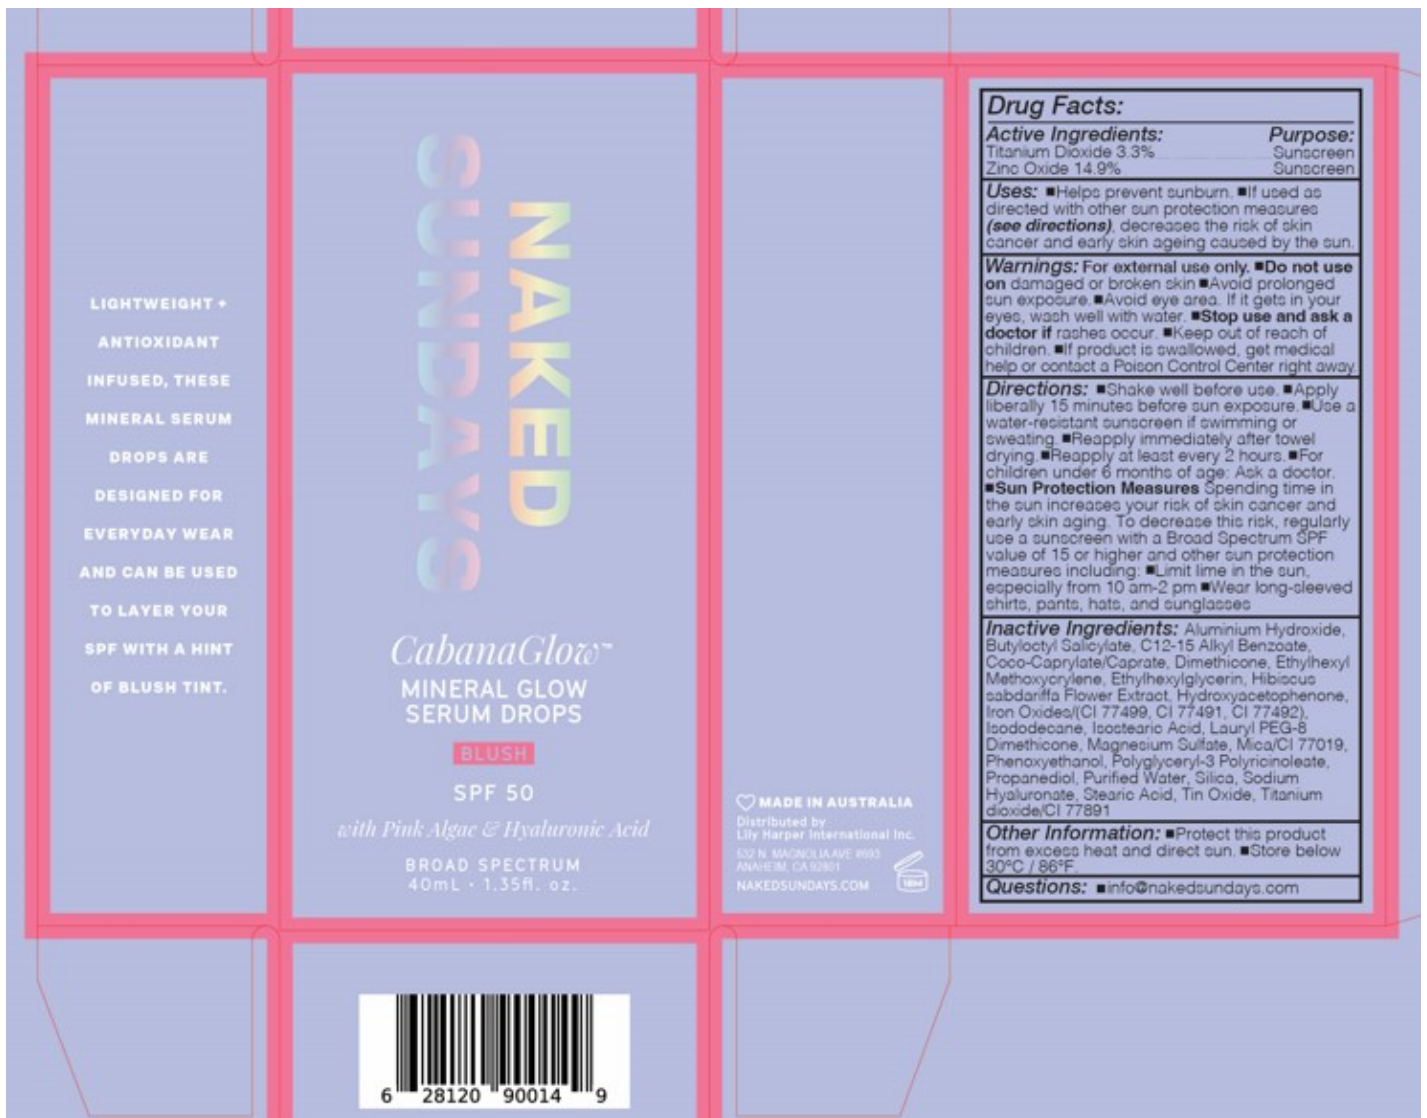 LIGHTWEIGHT +
ANTIOXIDANT
INFUSED, THESE
MINERAL SERUM
DROPS ARE
DESIGNED FOR
EVERYDAY WEAR
AND CAN BE USED
TO LAYER YOUR
SPF WITH A HINT
OF BLUSH TINT.
NAKED
SUNDAYS
CabanaGlow™
MINERAL GLOW
SERUM DROPS
BLUSH
SPF 50
with Pink Algae & Hyaluronic Acid
BROAD SPECTRUM
40mL · 1.35fl. oz.
MADE IN AUSTRALIA
Distributed by
Lily Harper International Inc.
532 N. MAGNOLIA AVE #693
ANAHEIM, CA 92801
NAKEDSUNDAYS.COM
18M
Drug Facts:
Active Ingredients: Purpose:
Titanium Dioxide 3.3% Sunscreen
Zinc Oxide 14.9% Sunscreen
Uses: ■Helps prevent sunburn. ■If used as
directed with other sun protection measures
(see directions), decreases the risk of skin
cancer and early skin ageing caused by the sun.
Warnings: For external use only. ■Do not use
on damaged or broken skin ■Avoid prolonged
sun exposure. ■Avoid eye area. If it gets in your
eyes, wash well with water. ■Stop use and ask a
doctor if rashes occur. ■Keep out of reach of
children. ■If product is swallowed, get medical
help or contact a Poison Control Center right away.
Directions: ■Shake well before use. ■Apply
liberally 15 minutes before sun exposure. ■Use a
water-resistant sunscreen if swimming or
sweating. ■Reapply immediately after towel
drying. ■Reapply at least every 2 hours. ■For
children under 6 months of age: Ask a doctor.
■Sun Protection Measures Spending time in
the sun increases your risk of skin cancer and
early skin aging. To decrease this risk, regularly
use a sunscreen with a Broad Spectrum SPF
value of 15 or higher and other sun protection
measures including: ■Limit lime in the sun,
especially from 10 am-2 pm ■Wear long-sleeved
shirts, pants, hats, and sunglasses
Inactive Ingredients: Aluminium Hydroxide,
Butyloctyl Salicylate, C12-15 Alkyl Benzoate,
Coco-Caprylate/Caprate, Dimethicone, Ethylhexyl
Methoxycrylene, Ethylhexylglycerin, Hibiscus
sabdariffa Flower Extract, Hydroxyacetophenone,
Iron Oxides/(CI 77499, CI 77491, CI 77492),
Isododecane, Isostearic Acid, Lauryl PEG-8
Dimethicone, Magnesium Sulfate, Mica/CI 77019,
Phenoxyethanol, Polyglyceryl-3 Polyricinoleate,
Propanediol, Purified Water, Silica, Sodium
Hyaluronate, Stearic Acid, Tin Oxide, Titanium
dioxide/CI 77891
Other Information: ■Protect this product
from excess heat and direct sun. ■Store below
30ºC / 86ºF.
Questions: ■info@nakedsundays.com
6 28120 90014 9